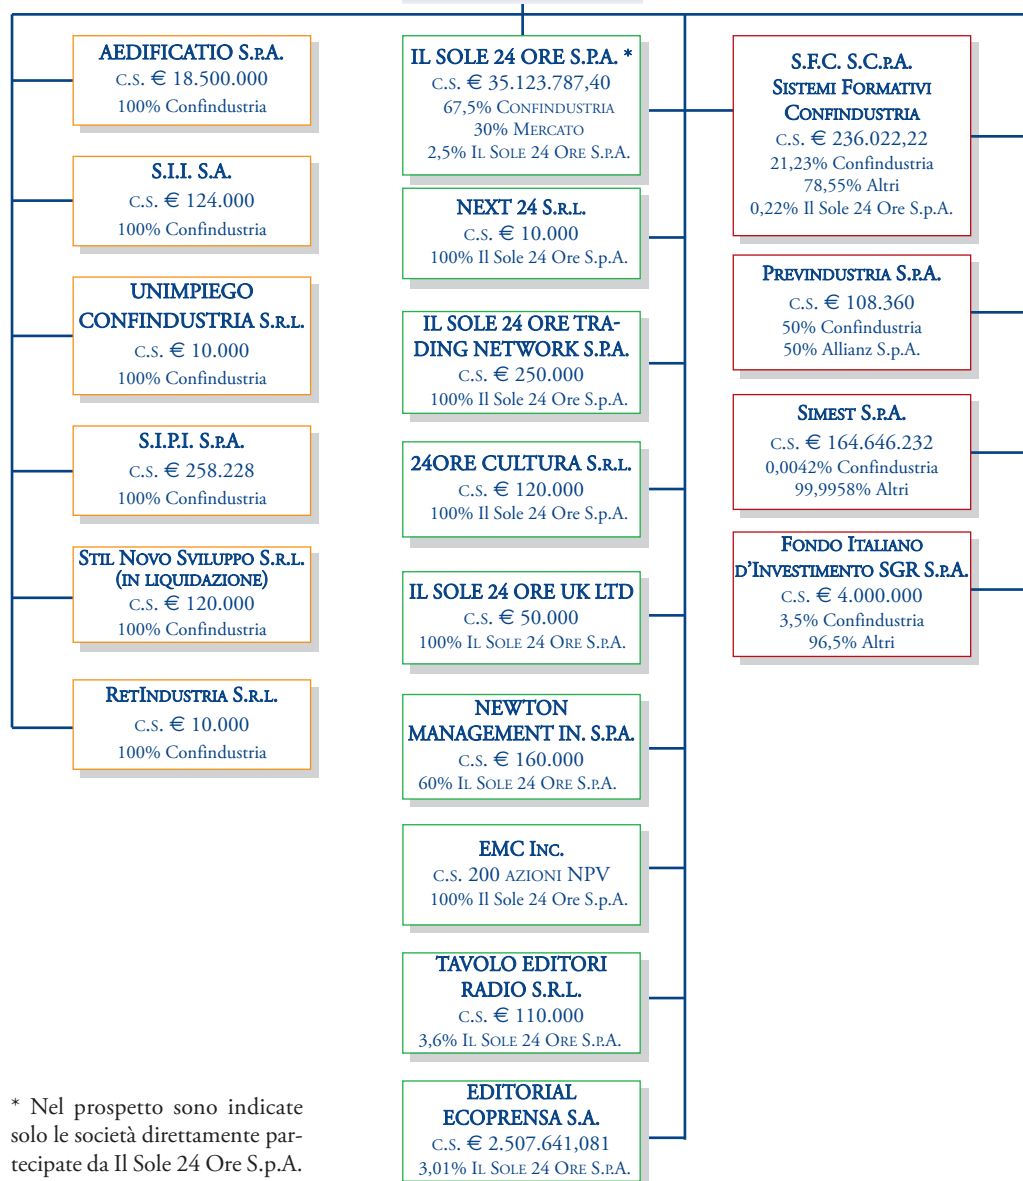 AEDIFICATIO S.p.A.
C.S. € 18.500.000
100% Confindustria
S.I.I. S.A.
C.S. € 124.000
100% Confindustria
UNIMPIEGO
CONFINDUSTRIA S.r.l.
C.S. € 10.000
100% Confindustria
S.I.P.I. S.p.A.
C.S. € 258.228
100% Confindustria
Stil Novo Sviluppo S.r.l.
(in liquidazione)
C.S. € 120.000
100% Confindustria
RetIndustria S.r.l.
C.S. € 10.000
100% Confindustria
* Nel prospetto sono indicate
solo le società direttamente par-
tecipate da Il Sole 24 Ore S.p.A.
IL SOLE 24 ORE S.P.A. *
C.S. € 35.123.787,40
67,5% Confindustria
30% Mercato
2,5% Il Sole 24 Ore S.p.A.
NEXT 24 S.r.l.
C.S. € 10.000
100% Il Sole 24 Ore S.p.A.
IL SOLE 24 ORE TRA-
DING NETWORK S.P.A.
C.S. € 250.000
100% Il Sole 24 Ore S.p.A.
24ORE CULTURA S.r.l.
C.S. € 120.000
100% Il Sole 24 Ore S.p.A.
IL SOLE 24 ORE UK LTD
C.S. € 50.000
100% Il Sole 24 Ore S.p.A.
NEWTON
MANAGEMENT IN. S.P.A.
C.S. € 160.000
60% Il Sole 24 Ore S.p.A.
EMC Inc.
C.S. 200 azioni NPV
100% Il Sole 24 Ore S.p.A.
TAVOLO EDITORI
RADIO S.R.L.
C.S. € 110.000
3,6% Il Sole 24 Ore S.p.A.
EDITORIAL
ECOPRENSA S.A.
C.S. € 2.507.641,081
3,01% Il Sole 24 Ore S.p.A.
S.F.C. S.C.p.A.
Sistemi Formativi
Confindustria
C.S. € 236.022,22
21,23% Confindustria
78,55% Altri
0,22% Il Sole 24 Ore S.p.A.
Previndustria S.p.A.
C.S. € 108.360
50% Confindustria
50% Allianz S.p.A.
Simest S.p.A.
C.S. € 164.646.232
0,0042% Confindustria
99,9958% Altri
Fondo Italiano
d'Investimento SGR S.p.A.
C.S. € 4.000.000
3,5% Confindustria
96,5% Altri